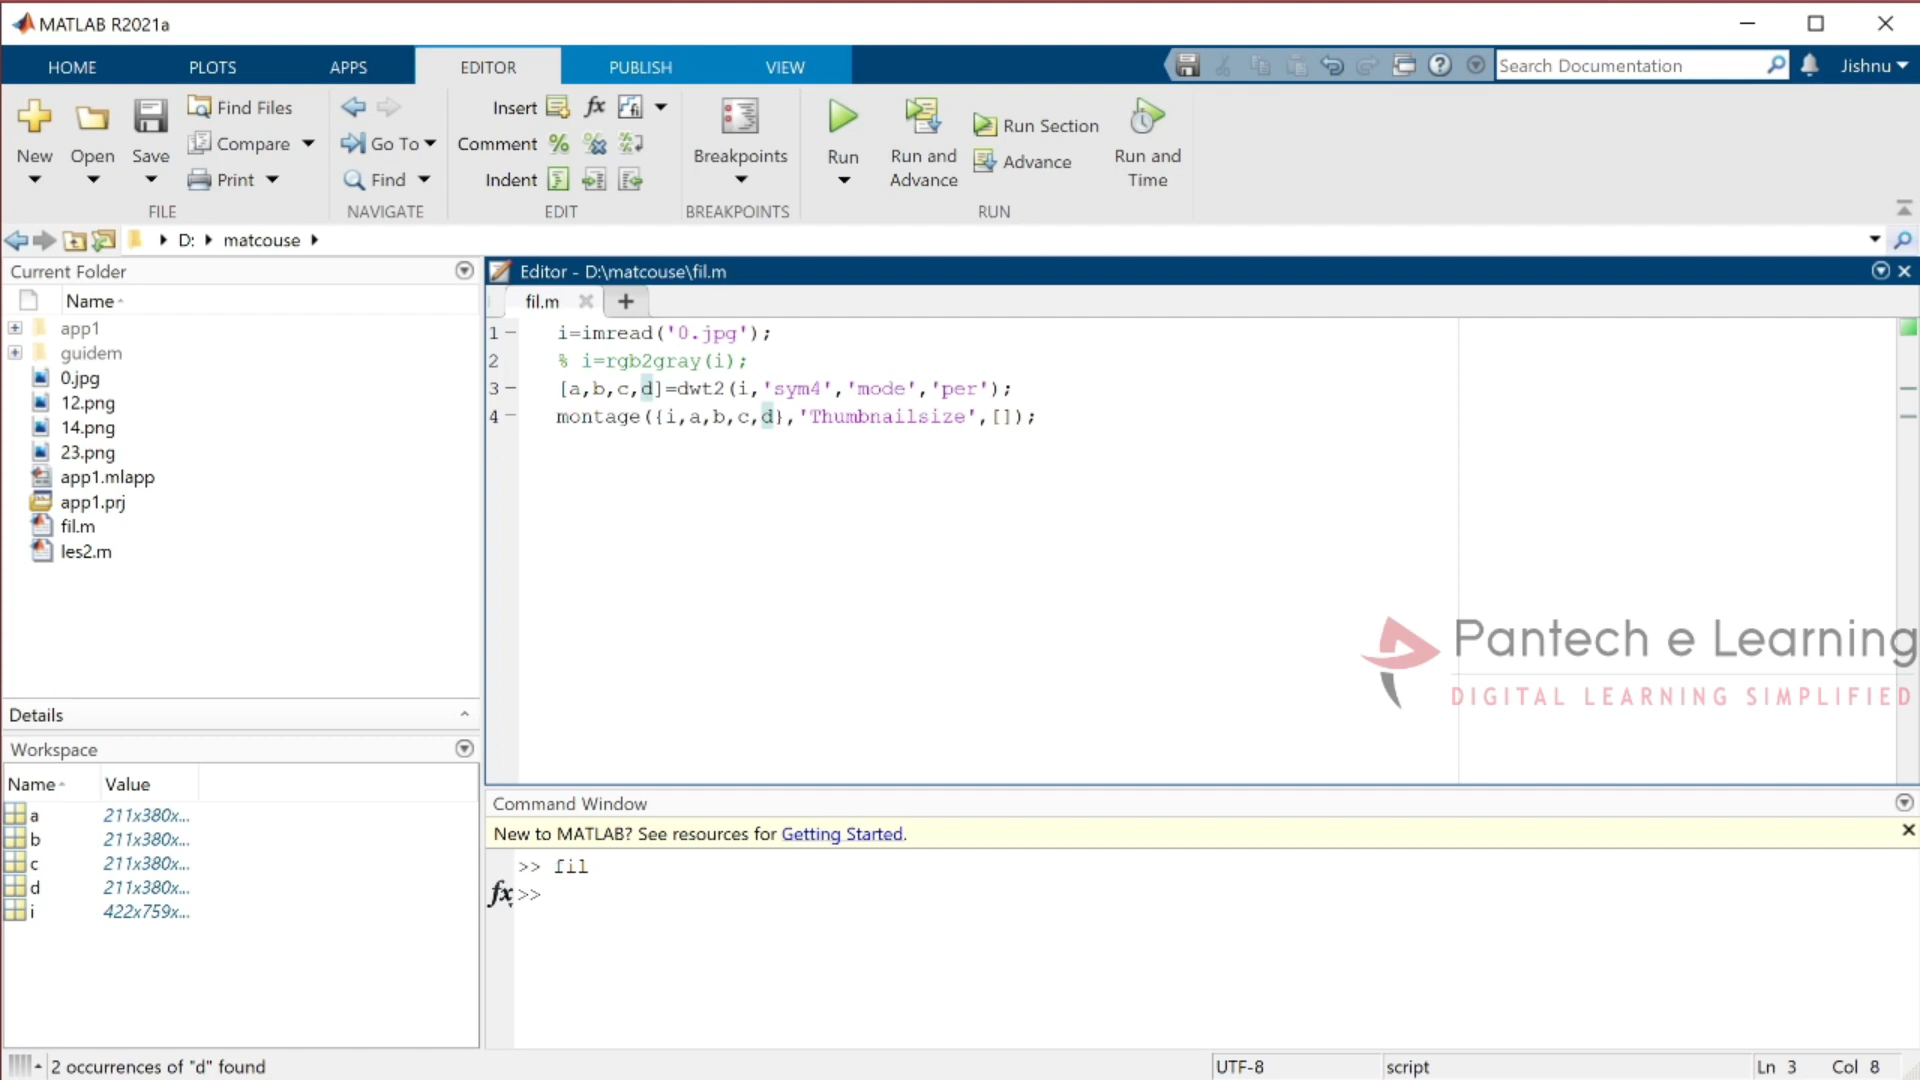 MATLAB R2021a
HOME PLOTS APPS EDITOR PUBLISH VIEW Search Documentation Jishnu
New Open Save Find Files Compare Print
FILE
Go To Find
NAVIGATE
Insert fx
Comment
Indent
EDIT
Breakpoints
BREAKPOINTS
Run
Run and Advance
Run Section
Advance
Run and Time
RUN
D: matcouse
Current Folder
Name
app1
guidem
0.jpg
12.png
14.png
23.png
app1.mlapp
app1.prj
fil.m
les2.m
Details
Workspace
Name Value
a 211x380x...
b 211x380x...
c 211x380x...
d 211x380x...
i 422x759x...
Editor - D:\matcouse\fil.m
fil.m
1 i=imread('0.jpg');
2 % i=rgb2gray(i);
3 [a,b,c,d]=dwt2(i,'sym4','mode','per');
4 montage({i,a,b,c,d},'Thumbnailsize',[]);
Pantech e Learning
DIGITAL LEARNING SIMPLIFIED
Command Window
New to MATLAB? See resources for Getting Started.
>> fil
fx >>
2 occurrences of "d" found
UTF-8 script Ln 3 Col 8